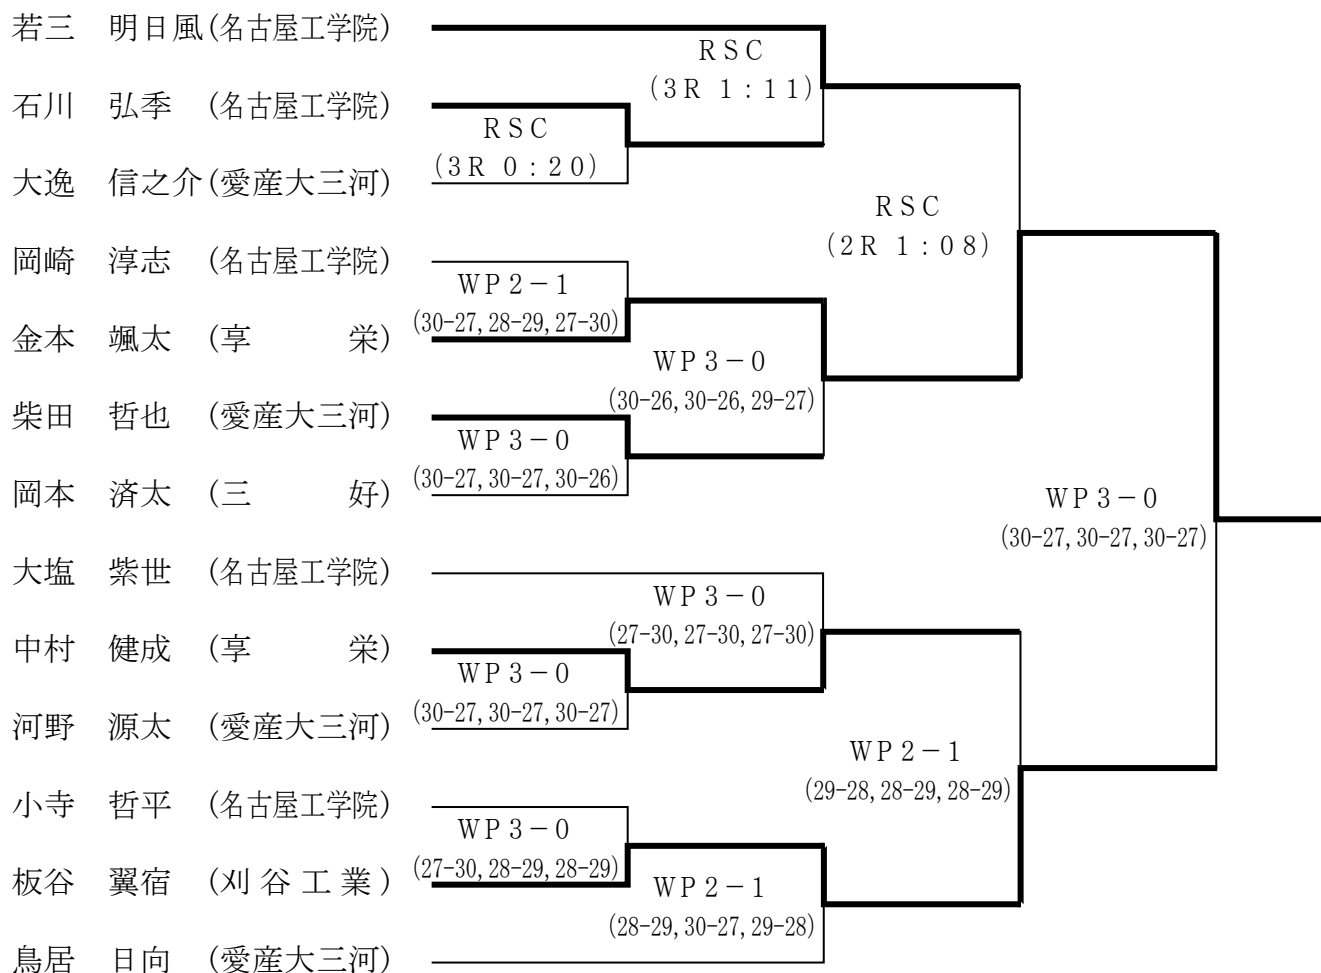 若三 明日風(名古屋工学院)
RSC
(3R 1:11)
石川 弘季 (名古屋工学院)
RSC
(3R 0:20)
大逸 信之介(愛産大三河)
RSC
(2R 1:08)
岡崎 淳志 (名古屋工学院)
WP2-1
(30-27,28-29,27-30)
金本 颯太 (享 栄)
WP3-0
(30-26,30-26,29-27)
柴田 哲也 (愛産大三河)
WP3-0
(30-27,30-27,30-26)
岡本 済太 (三 好)
WP3-0
(30-27,30-27,30-27)
大塩 紫世 (名古屋工学院)
WP3-0
(27-30,27-30,27-30)
中村 健成 (享 栄)
WP3-0
(30-27,30-27,30-27)
河野 源太 (愛産大三河)
WP2-1
(29-28,28-29,28-29)
小寺 哲平 (名古屋工学院)
WP3-0
(27-30,28-29,28-29)
板谷 翼宿 (刈谷工業)
WP2-1
(28-29,30-27,29-28)
鳥居 日向 (愛産大三河)